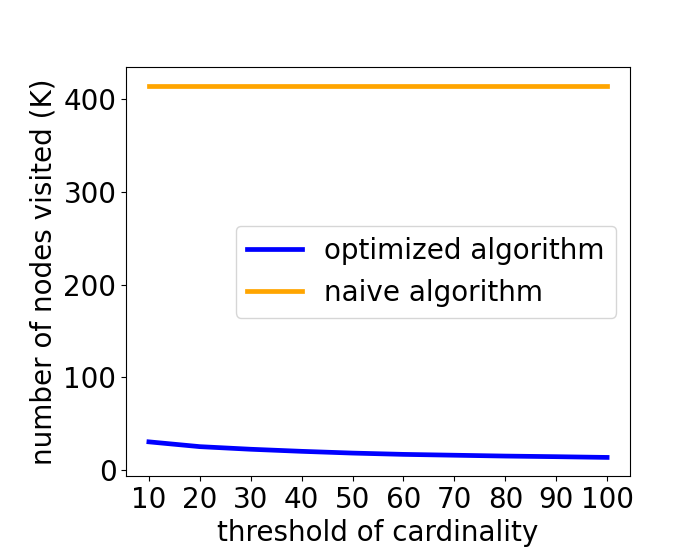 number of nodes visited (K)
400
300
200
100
0
optimized algorithm
naive algorithm
10 20 30 40 50 60 70 80 90 100
threshold of cardinality